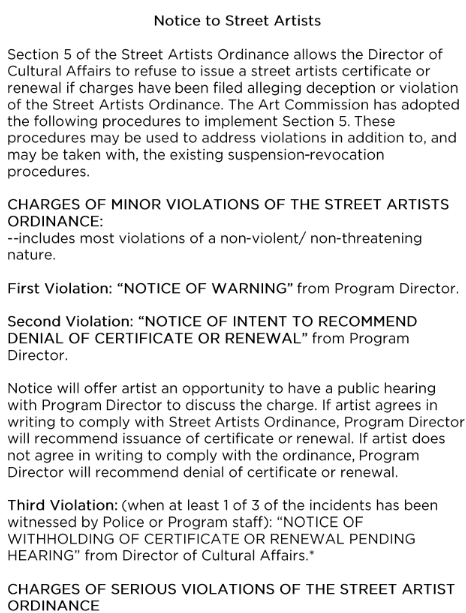 Notice to Street Artists
Section 5 of the Street Artists Ordinance allows the Director of
Cultural Affairs to refuse to issue a street artists certificate or
renewal if charges have been filed alleging deception or violation
of the Street Artists Ordinance. The Art Commission has adopted
the following procedures to implement Section 5. These
procedures may be used to address violations in addition to, and
may be taken with, the existing suspension-revocation
procedures.
CHARGES OF MINOR VIOLATIONS OF THE STREET ARTISTS
ORDINANCE:
--includes most violations of a non-violent/ non-threatening
nature.
First Violation: “NOTICE OF WARNING” from Program Director.
Second Violation: “NOTICE OF INTENT TO RECOMMEND
DENIAL OF CERTIFICATE OR RENEWAL” from Program
Director.
Notice will offer artist an opportunity to have a public hearing
with Program Director to discuss the charge. If artist agrees in
writing to comply with Street Artists Ordinance, Program Director
will recommend issuance of certificate or renewal. If artist does
not agree in writing to comply with the ordinance, Program
Director will recommend denial of certificate or renewal.
Third Violation: (when at least 1 of 3 of the incidents has been
witnessed by Police or Program staff): “NOTICE OF
WITHHOLDING OF CERTIFICATE OR RENEWAL PENDING
HEARING” from Director of Cultural Affairs.*
CHARGES OF SERIOUS VIOLATIONS OF THE STREET ARTIST
ORDINANCE